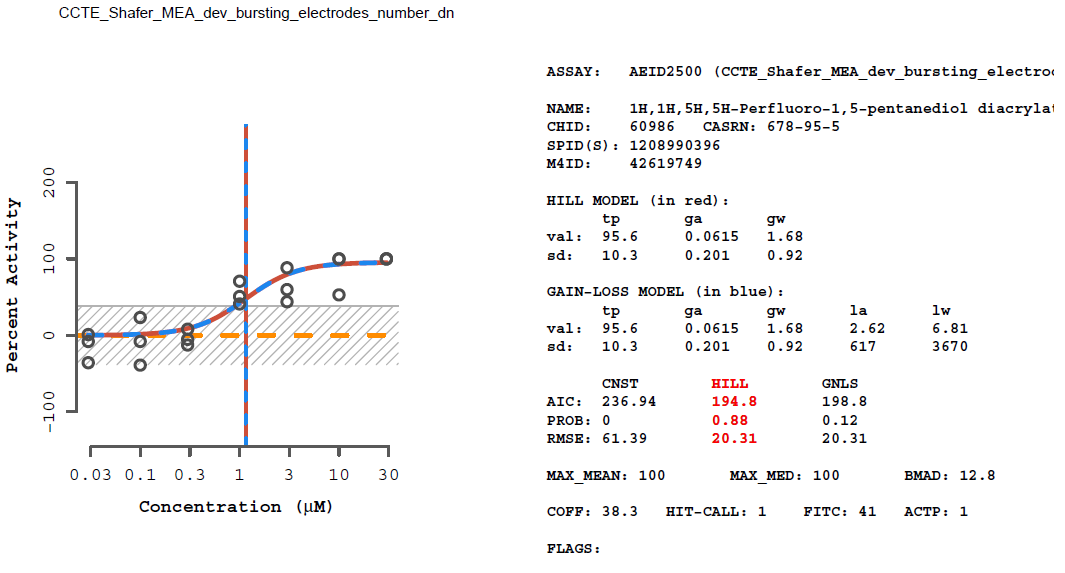 CCTE_Shafer_MEA_dev_bursting_electrodes_number_dn
Percent Activity
200
100
0
-100
0.03 0.1 0.3 1 3 10 30
Concentration (μM)
ASSAY: AEID2500 (CCTE_Shafer_MEA_dev_bursting_electrod
NAME: 1H,1H,5H,5H-Perfluoro-1,5-pentanediol diacrylat
CHID: 60986 CASRN: 678-95-5
SPID(S): 1208990396
M4ID: 42619749
HILL MODEL (in red):
tp ga gw
val: 95.6 0.0615 1.68
sd: 10.3 0.201 0.92
GAIN-LOSS MODEL (in blue):
tp ga gw la lw
val: 95.6 0.0615 1.68 2.62 6.81
sd: 10.3 0.201 0.92 617 3670
CNST HILL GNLS
AIC: 236.94 194.8 198.8
PROB: 0 0.88 0.12
RMSE: 61.39 20.31 20.31
MAX_MEAN: 100 MAX_MED: 100 BMAD: 12.8
COFF: 38.3 HIT-CALL: 1 FITC: 41 ACTP: 1
FLAGS: